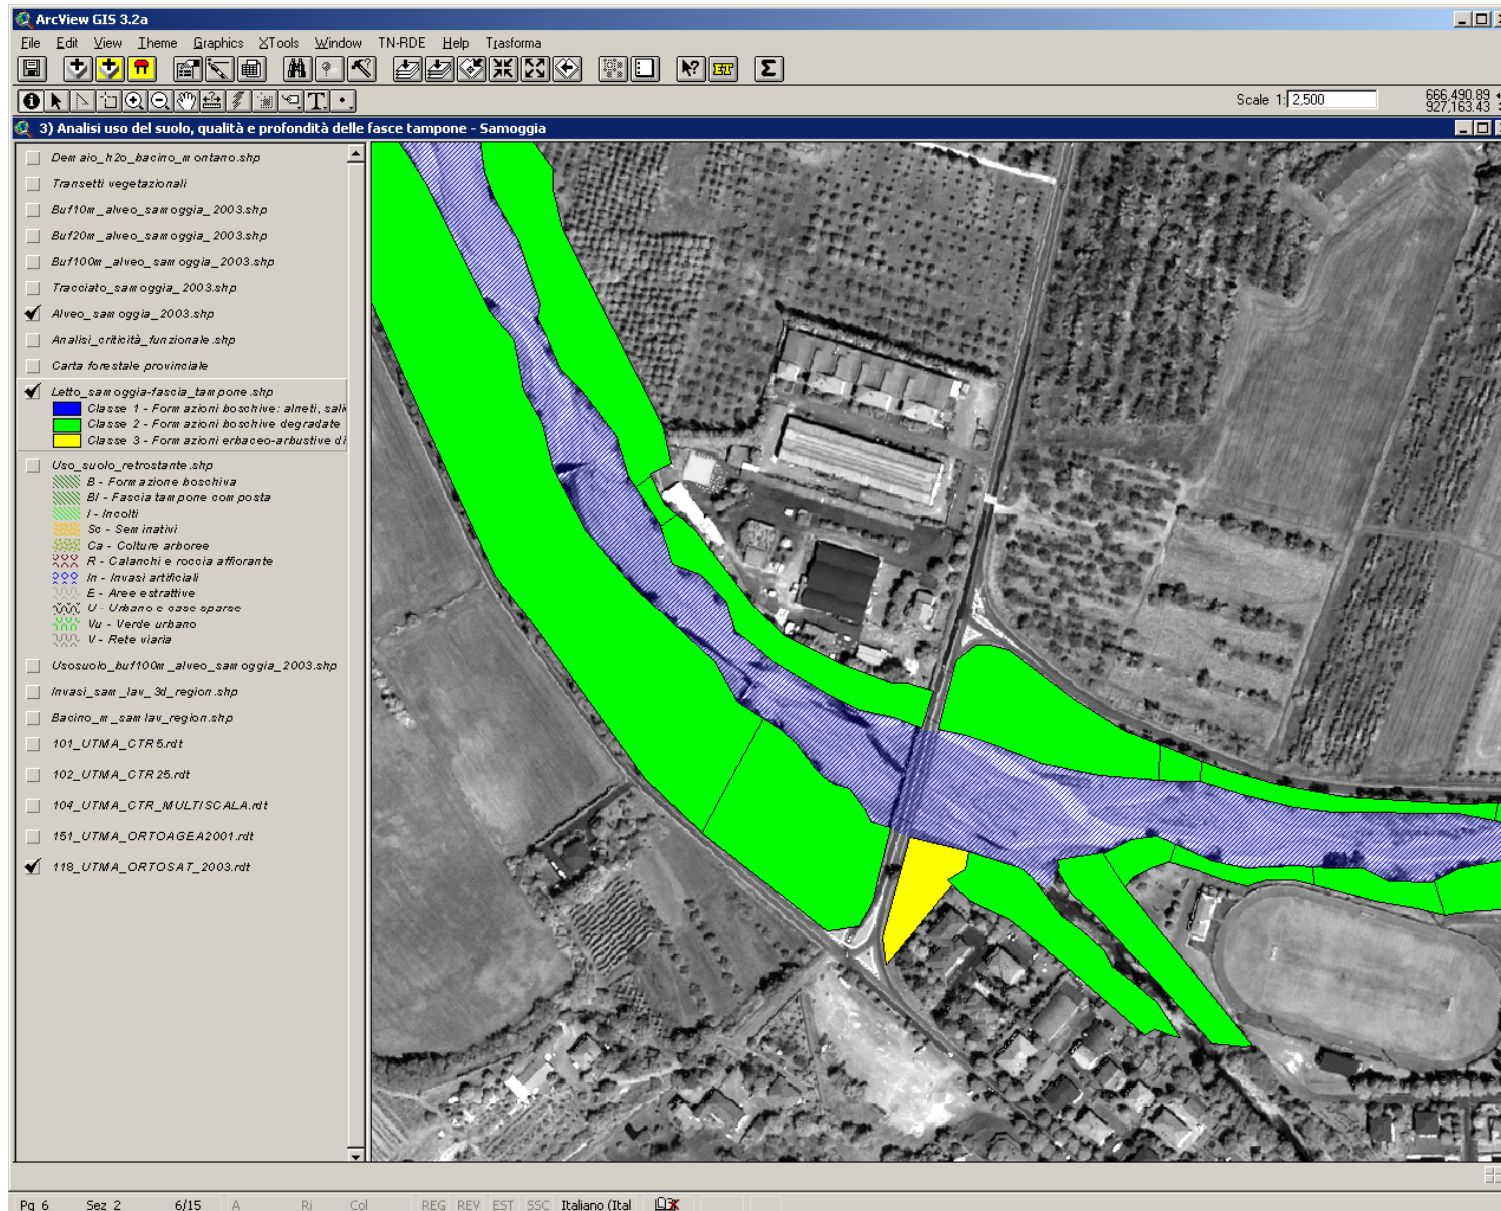 ArcView GIS 3.2a
File Edit View Theme Graphics XTools Window TN-RDE Help Trasforma
Scale 1: 2,500
666,490.89
927,163.43
3) Analisi uso del suolo, qualità e profondità delle fasce tampone - Samoggia
Demaio_h2o_bacino_montano.shp
Transetti vegetazionali
Buf10m_alveo_samoggia_2003.shp
Buf20m_alveo_samoggia_2003.shp
Buf100m_alveo_samoggia_2003.shp
Tracciato_samoggia_2003.shp
Alveo_samoggia_2003.shp
Analisi_criticità_funzionale.shp
Carta forestale provinciale
Letto_samoggia-fascia_tampone.shp
Classe 1 - Formazioni boschive: alneti, sali
Classe 2 - Formazioni boschive degradate
Classe 3 - Formazioni erbaceo-arbustive di
Uso_suolo_retrostante.shp
B - Formazione boschiva
Bl - Fascia tampone composta
I - Incolti
Sc - Seminativi
Ca - Colture arboree
R - Calanchi e roccia affiorante
In - Invasi artificiali
E - Aree estrattive
U - Urbano e case sparse
Vu - Verde urbano
V - Rete viaria
Usosuolo_buf100m_alveo_samoggia_2003.shp
Invasi_sam_lav_3d_region.shp
Bacino_m_samlav_region.shp
101_UTMA_CTR5.rdt
102_UTMA_CTR25.rdt
104_UTMA_CTR_MULTISCALA.rdt
151_UTMA_ORTOAGEA2001.rdt
118_UTMA_ORTOSAT_2003.rdt
Pg 6 Sez 2 6/15 A Ri Col REG REV EST SSC Italiano (Ital